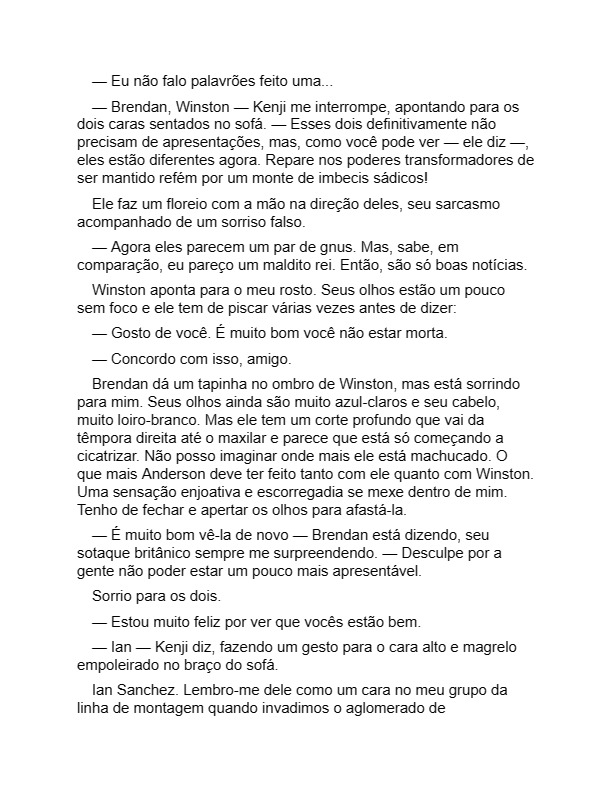 — Eu não falo palavrões feito uma...
— Brendan, Winston — Kenji me interrompe, apontando para os
dois caras sentados no sofá. — Esses dois definitivamente não
precisam de apresentações, mas, como você pode ver — ele diz —,
eles estão diferentes agora. Repare nos poderes transformadores de
ser mantido refém por um monte de imbecis sádicos!
Ele faz um floreio com a mão na direção deles, seu sarcasmo
acompanhado de um sorriso falso.
— Agora eles parecem um par de gnus. Mas, sabe, em
comparação, eu pareço um maldito rei. Então, são só boas notícias.
Winston aponta para o meu rosto. Seus olhos estão um pouco
sem foco e ele tem de piscar várias vezes antes de dizer:
— Gosto de você. É muito bom você não estar morta.
— Concordo com isso, amigo.
Brendan dá um tapinha no ombro de Winston, mas está sorrindo
para mim. Seus olhos ainda são muito azul-claros e seu cabelo,
muito loiro-branco. Mas ele tem um corte profundo que vai da
têmpora direita até o maxilar e parece que está só começando a
cicatrizar. Não posso imaginar onde mais ele está machucado. O
que mais Anderson deve ter feito tanto com ele quanto com Winston.
Uma sensação enjoativa e escorregadia se mexe dentro de mim.
Tenho de fechar e apertar os olhos para afastá-la.
— É muito bom vê-la de novo — Brendan está dizendo, seu
sotaque britânico sempre me surpreendendo. — Desculpe por a
gente não poder estar um pouco mais apresentável.
Sorrio para os dois.
— Estou muito feliz por ver que vocês estão bem.
— Ian — Kenji diz, fazendo um gesto para o cara alto e magrelo
empoleirado no braço do sofá.
Ian Sanchez. Lembro-me dele como um cara no meu grupo da
linha de montagem quando invadimos o aglomerado de